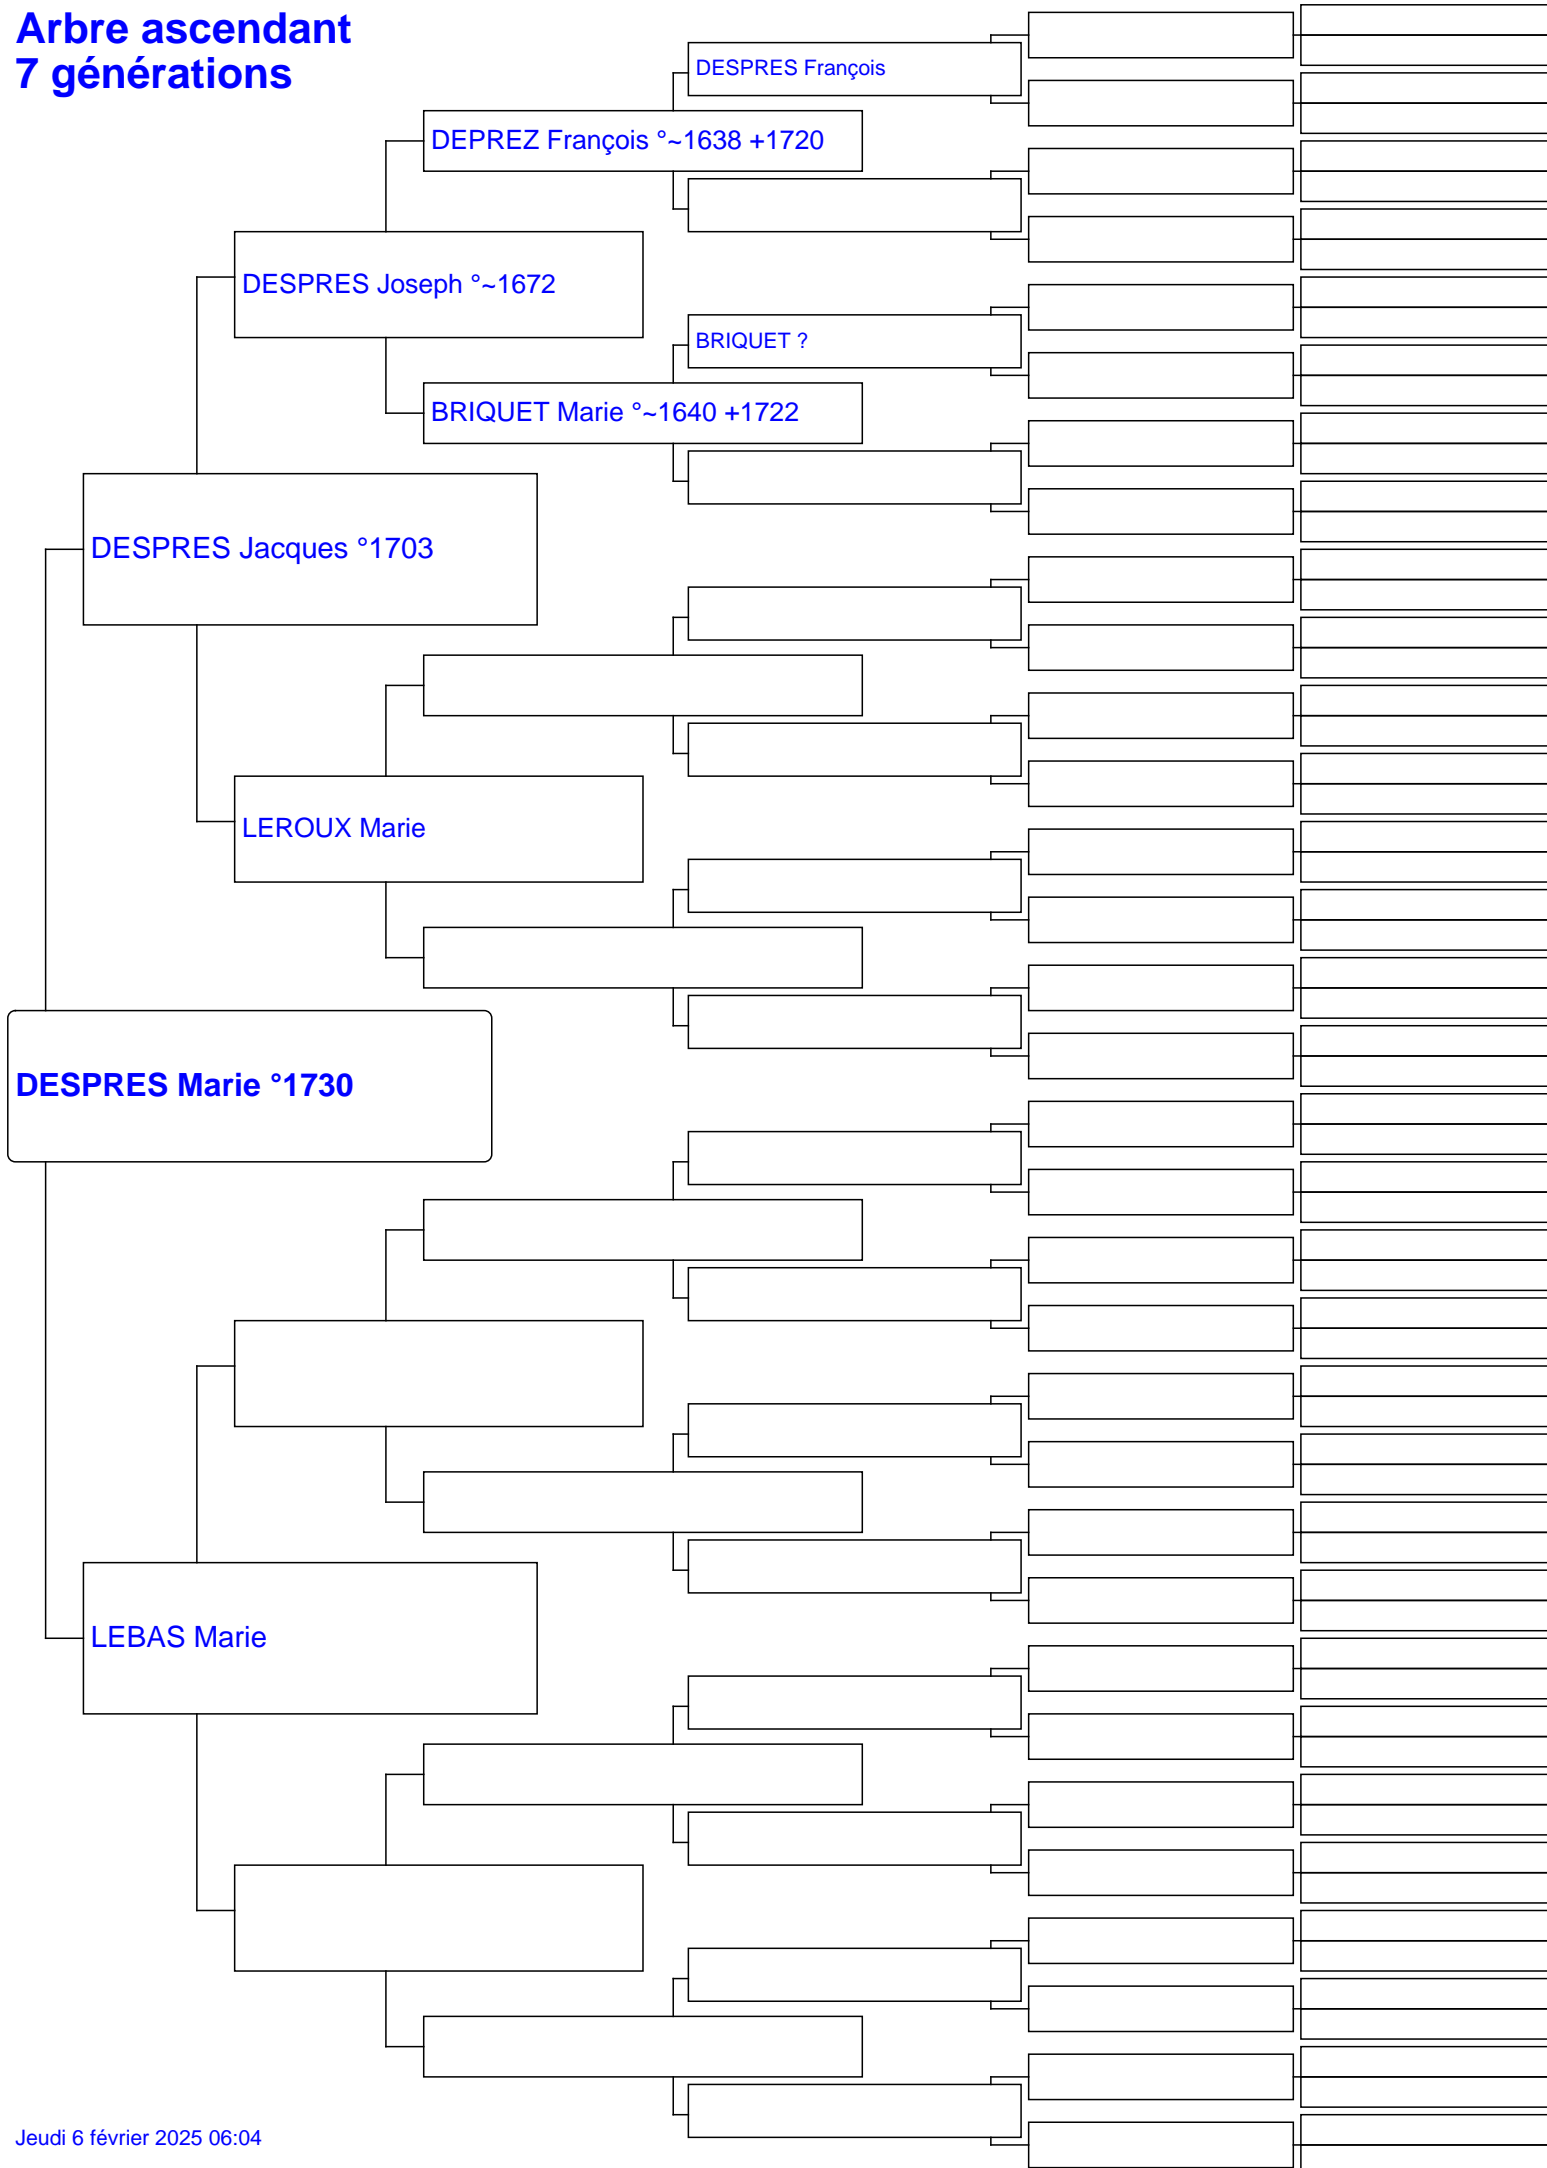 Arbre ascendant
7 générations
DESPRES François
DEPREZ François °~1638 +1720
DESPRES Joseph °~1672
BRIQUET ?
BRIQUET Marie °~1640 +1722
DESPRES Jacques °1703
LEROUX Marie
DESPRES Marie °1730
LEBAS Marie
Jeudi 6 février 2025 06:04